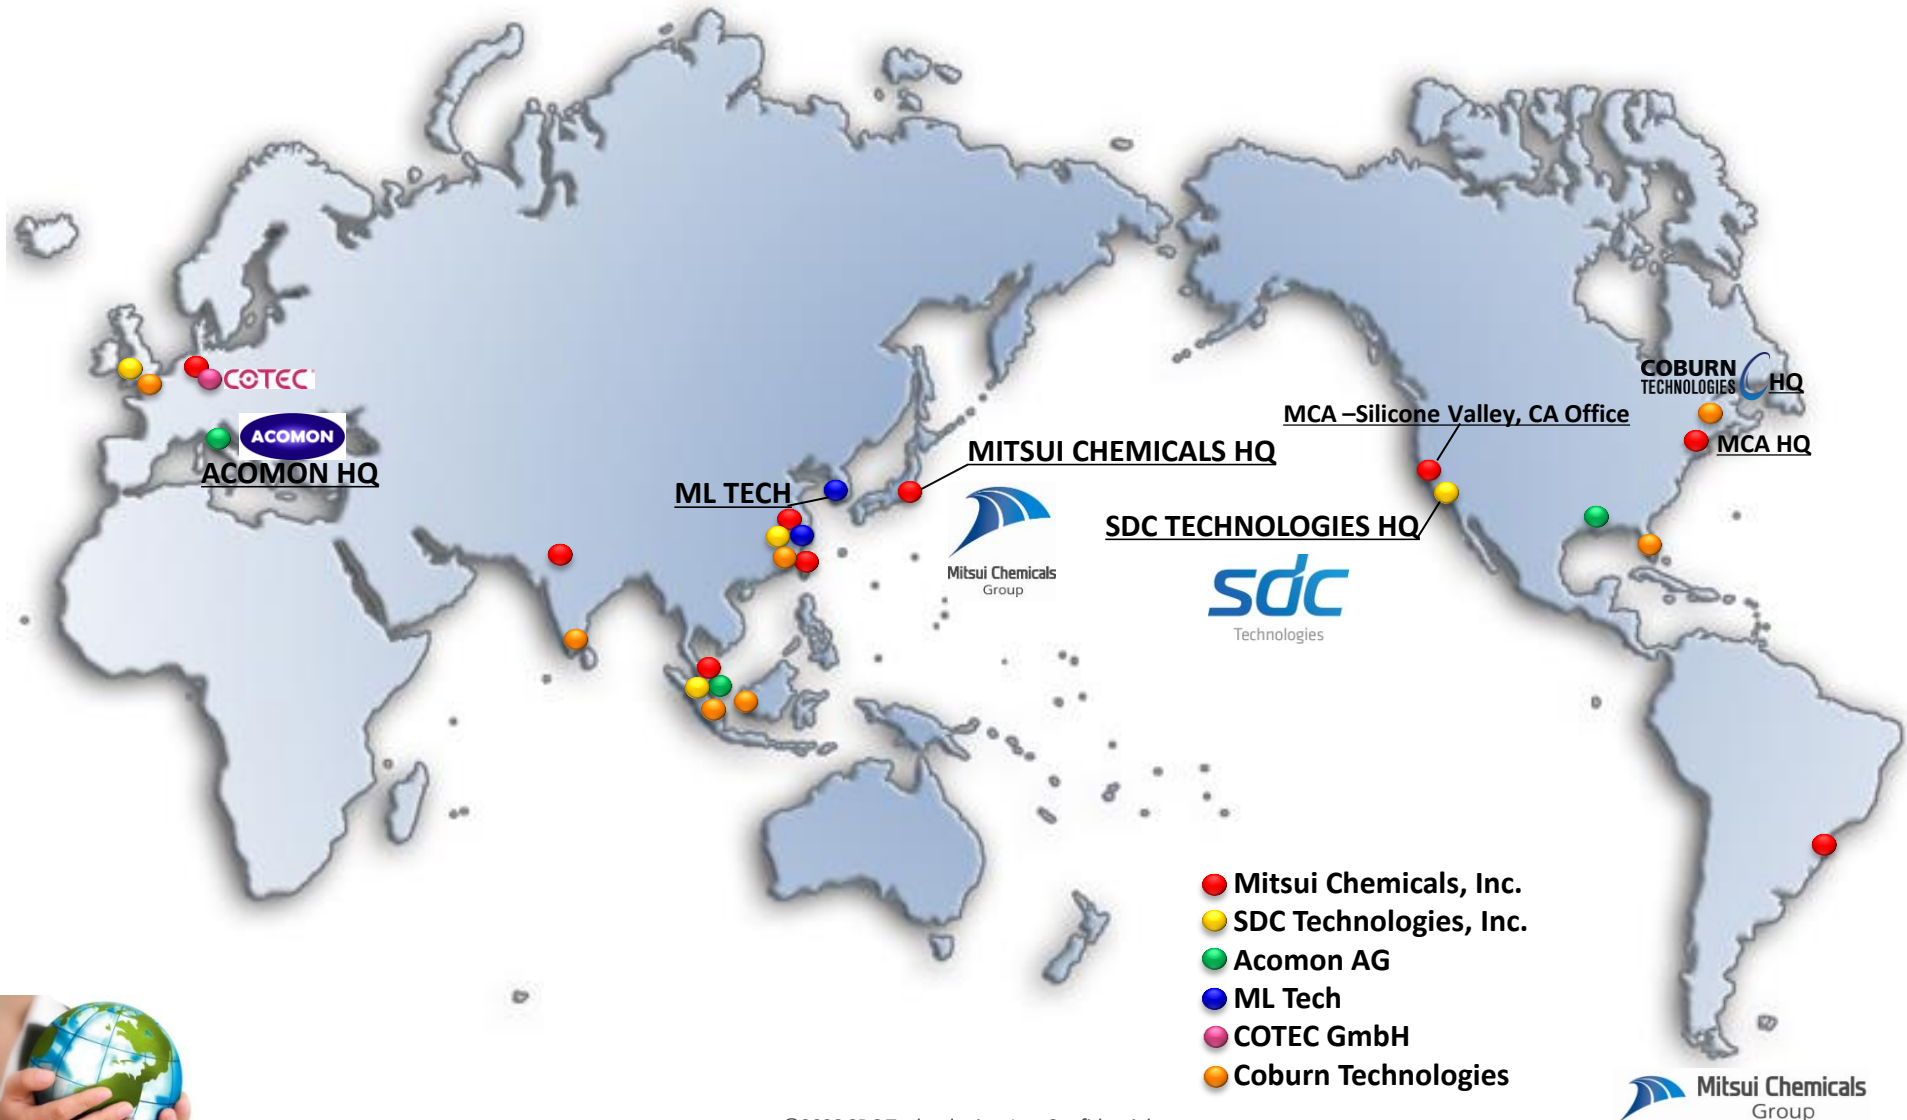 COTEC
ACOMON
ACOMON HQ
ML TECH
MITSUI CHEMICALS HQ
Mitsui Chemicals
Group
SDC TECHNOLOGIES HQ
sdc
Technologies
MCA –Silicone Valley, CA Office
COBURN
TECHNOLOGIES
HQ
MCA HQ
Mitsui Chemicals, Inc.
SDC Technologies, Inc.
Acomon AG
ML Tech
COTEC GmbH
Coburn Technologies
Mitsui Chemicals
Group